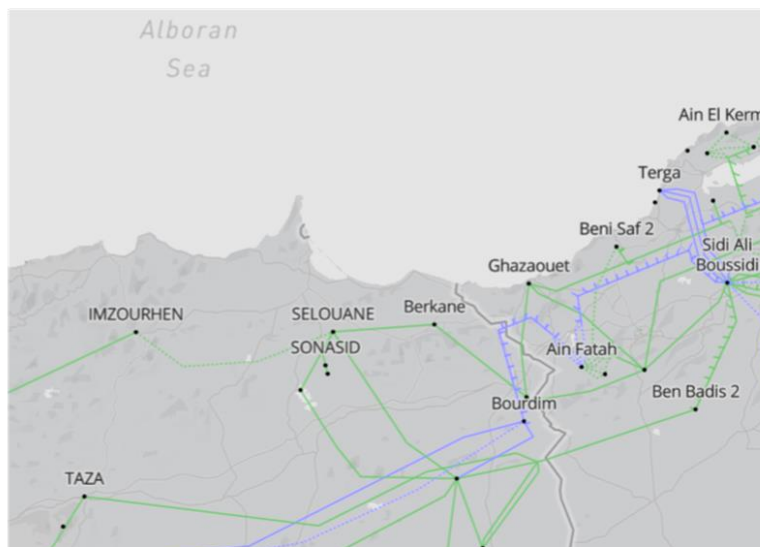 Alboran
Sea
Ain El Kerm
Terga
Beni Saf 2
Sidi Ali
Boussidi
Ghazaouet
IMZOURHEN
SELOUANE
Berkane
SONASID
Ain Fatah
Ben Badis 2
Bourdim
TAZA